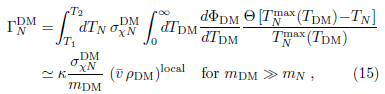 Γ_N^DM = ∫_{T_1}^{T_2} dT_N σ_{χN}^{DM} ∫_0^∞ dT_DM (dΦ_DM / dT_DM) (Θ [T_N^max(T_DM)−T_N] / T_N^max(T_DM))
≃ κ (σ_{χN}^{DM} / m_DM) (v̄ ρ_DM)^local for m_DM ≫ m_N , (15)